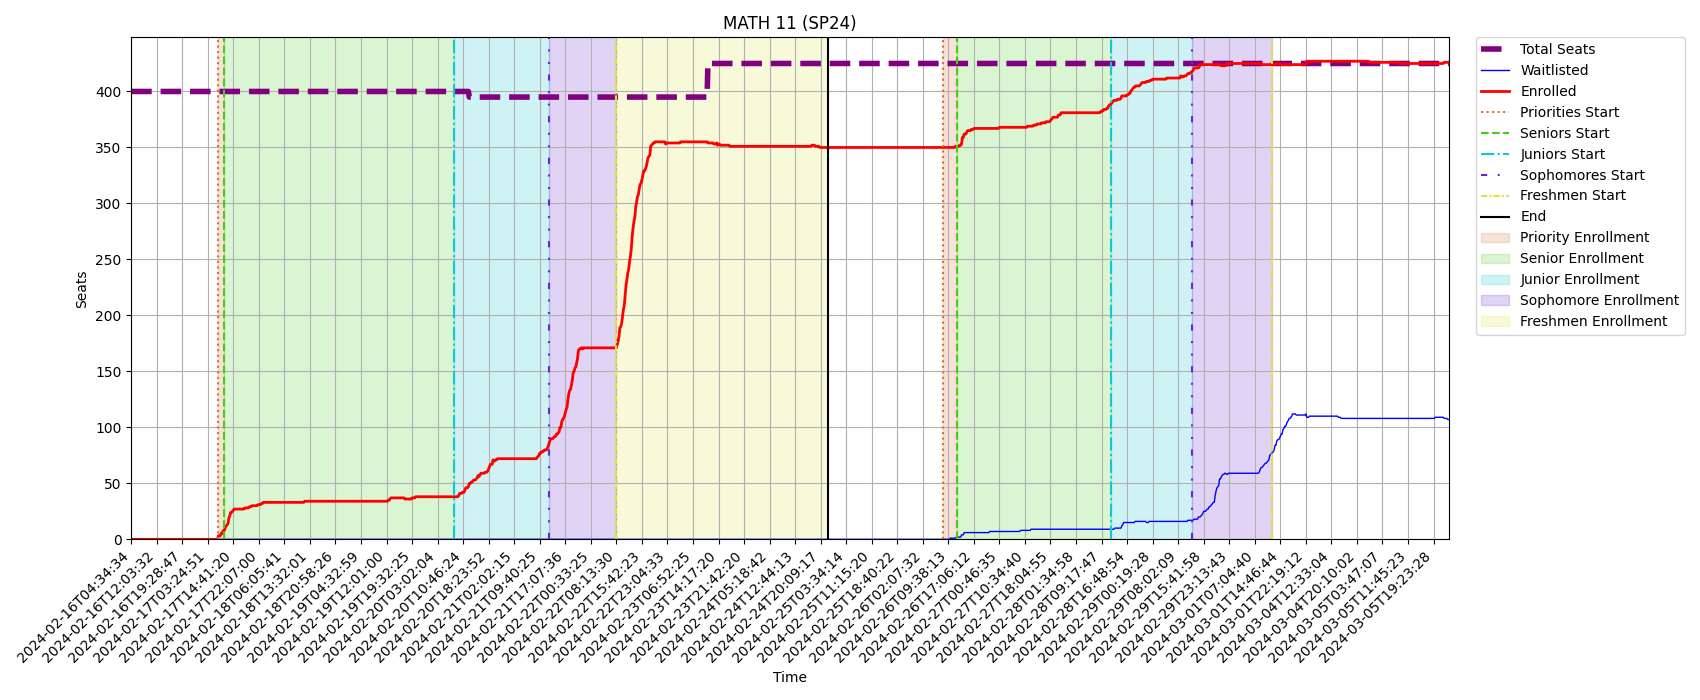 MATH 11 (SP24)
Seats
400
350
300
250
200
150
100
50
0
2024-02-16T04:34:34
2024-02-16T12:03:32
2024-02-16T19:28:47
2024-02-17T03:24:51
2024-02-17T14:41:20
2024-02-17T22:07:00
2024-02-18T06:05:41
2024-02-18T13:32:01
2024-02-18T20:58:26
2024-02-19T04:32:59
2024-02-19T12:01:00
2024-02-19T19:32:25
2024-02-20T03:02:04
2024-02-20T10:46:24
2024-02-20T18:23:52
2024-02-21T02:02:15
2024-02-21T09:40:25
2024-02-21T17:07:36
2024-02-22T00:33:25
2024-02-22T08:13:30
2024-02-22T15:42:23
2024-02-22T23:04:33
2024-02-23T06:52:25
2024-02-23T14:17:20
2024-02-23T21:42:20
2024-02-24T05:18:42
2024-02-24T12:44:13
2024-02-24T20:09:17
2024-02-25T03:34:14
2024-02-25T11:15:20
2024-02-25T18:40:22
2024-02-26T02:07:32
2024-02-26T09:38:13
2024-02-26T17:06:12
2024-02-27T00:46:35
2024-02-27T10:34:40
2024-02-27T18:04:55
2024-02-28T01:34:58
2024-02-28T09:17:47
2024-02-28T16:48:54
2024-02-29T00:19:28
2024-02-29T08:02:09
2024-02-29T15:41:58
2024-02-29T23:13:43
2024-03-01T07:04:40
2024-03-01T14:46:44
2024-03-01T22:19:12
2024-03-04T12:33:04
2024-03-04T20:10:02
2024-03-05T03:47:07
2024-03-05T11:45:23
2024-03-05T19:23:28
Time
Total Seats
Waitlisted
Enrolled
Priorities Start
Seniors Start
Juniors Start
Sophomores Start
Freshmen Start
End
Priority Enrollment
Senior Enrollment
Junior Enrollment
Sophomore Enrollment
Freshmen Enrollment